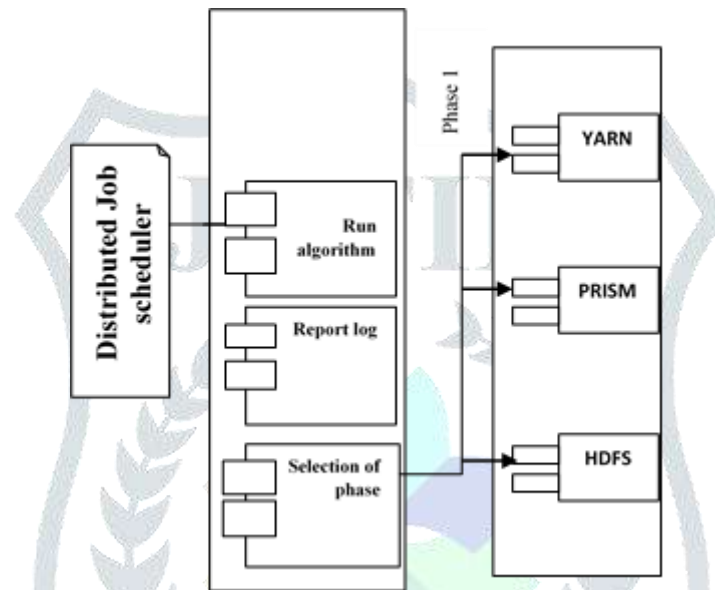 Distributed Job
scheduler
Run
algorithm
Report log
Selection of
phase
Phase 1
YARN
PRISM
HDFS